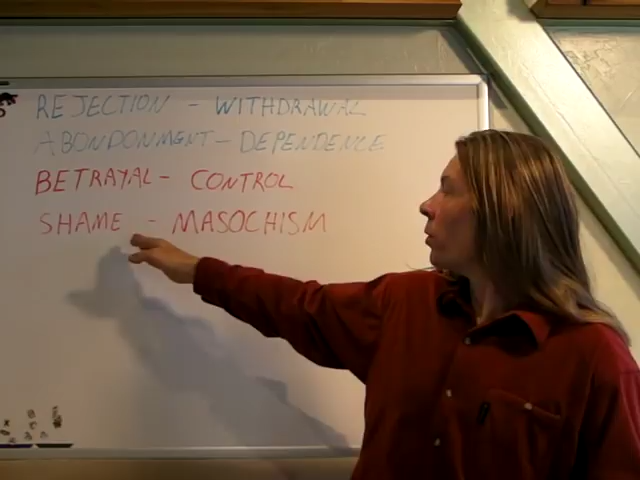 REJECTION - WITHDRAWAL
ABONDONMENT - DEPENDENCE
BETRAYAL - CONTROL
SHAME - MASOCHISM